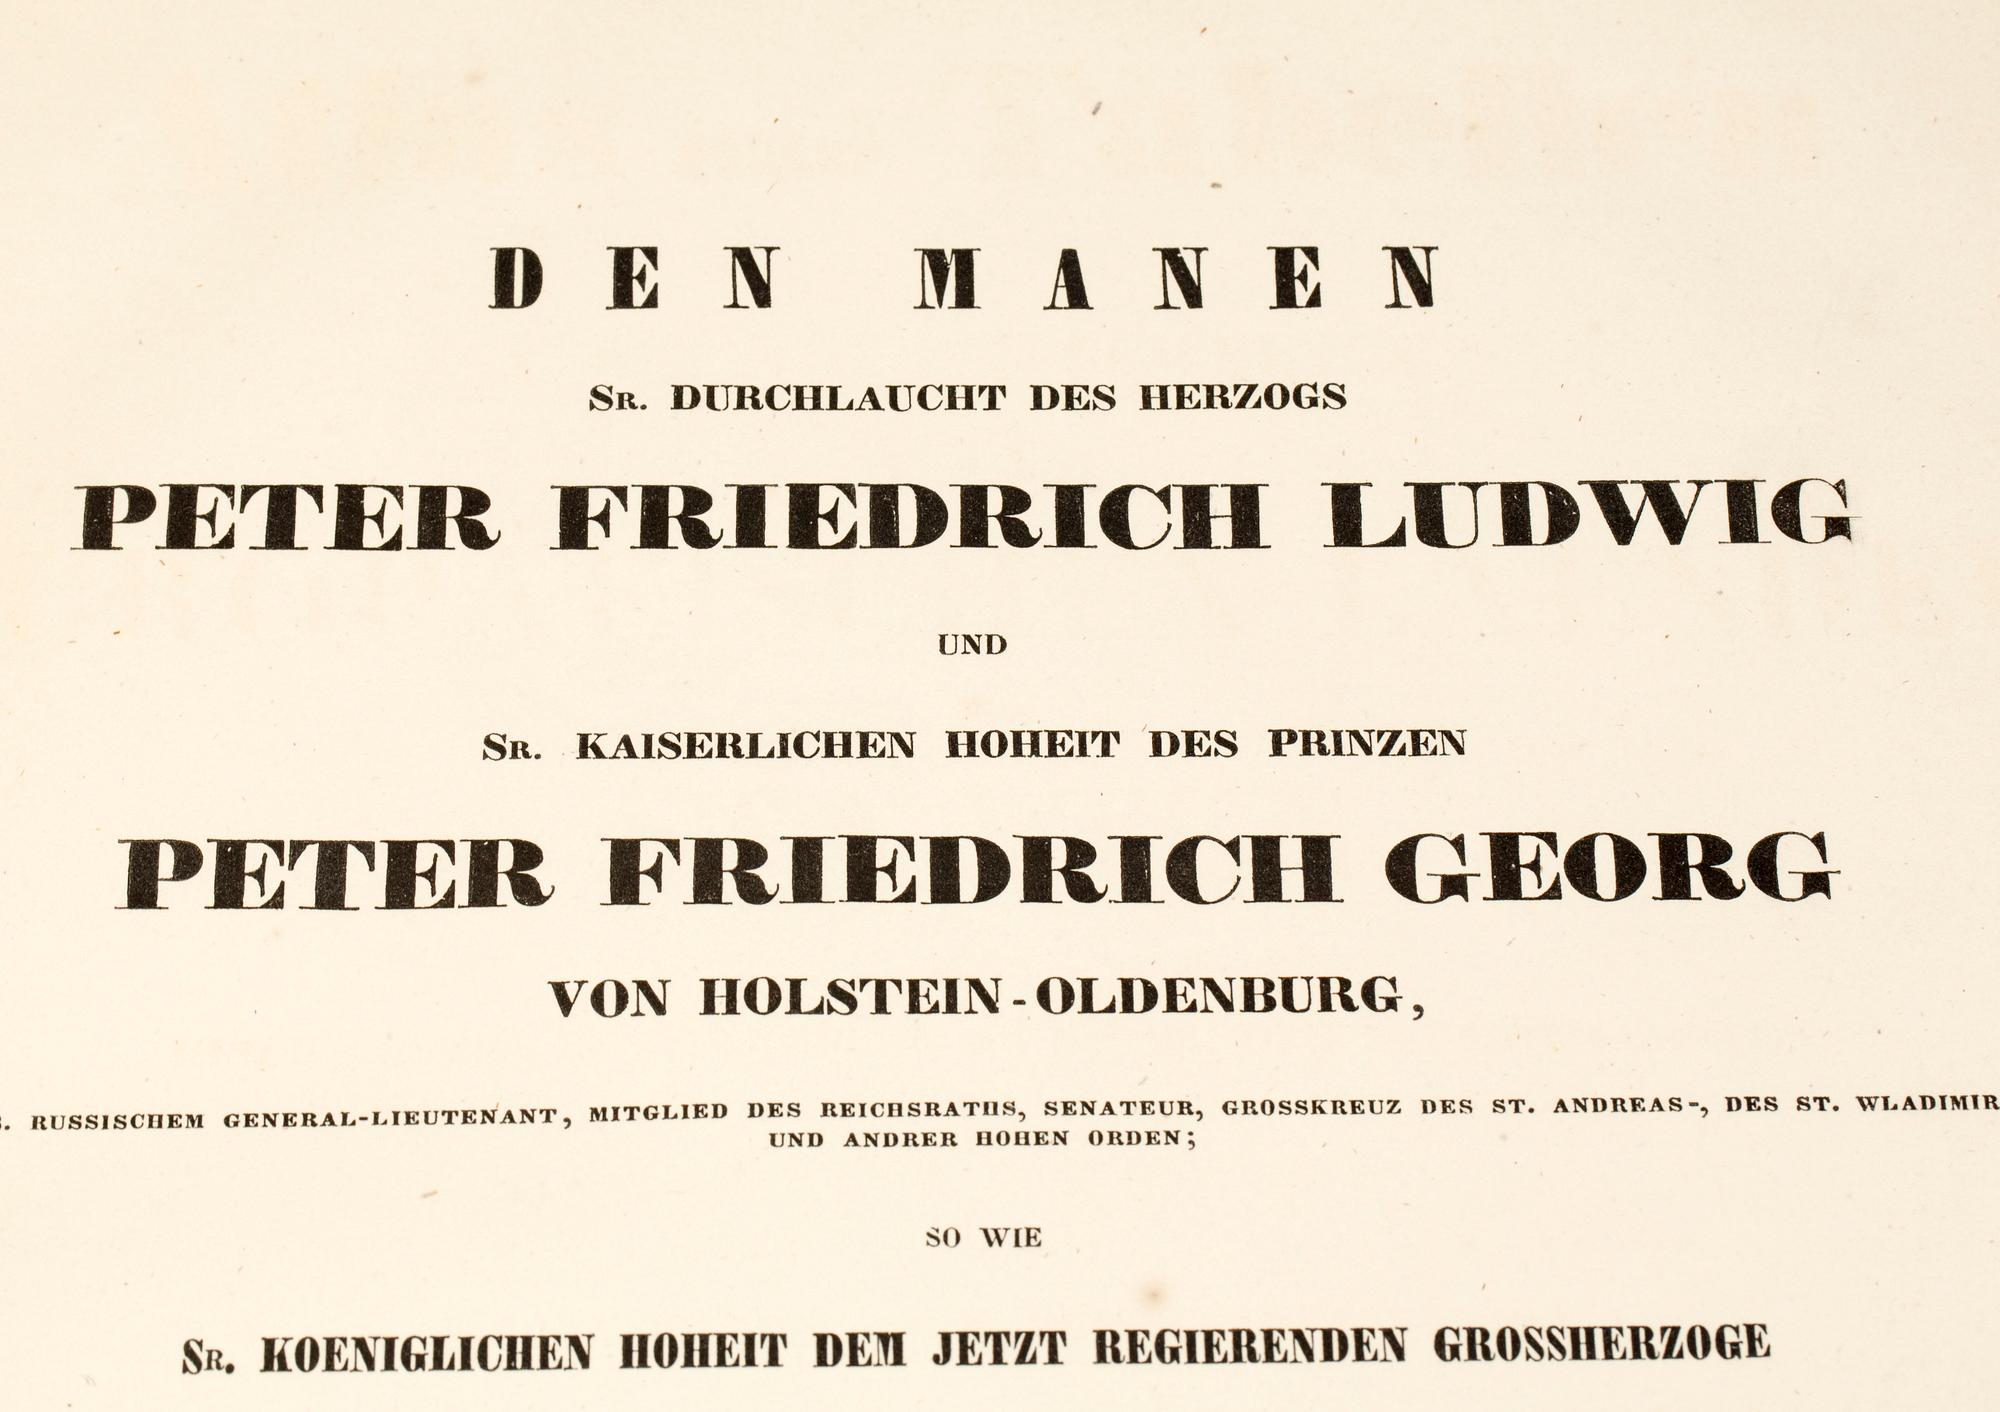 DEN MANEN
SR. DURCHLAUCHT DES HERZOGS
PETER FRIEDRICH LUDWIG
UND
SR. KAISERLICHEN HOHEIT DES PRINZEN
PETER FRIEDRICH GEORG
VON HOLSTEIN-OLDENBURG,
RUSSISCHEM GENERAL-LIEUTENANT, MITGLIED DES REICHSRATHS, SENATEUR, GROSSKREUZ DES ST. ANDREAS-, DES ST. WLADIMIR
UND ANDRER HOHEN ORDEN;
SO WIE
SR. KOENIGLICHEN HOHEIT DEM JETZT REGIERENDEN GROSSHERZOGE